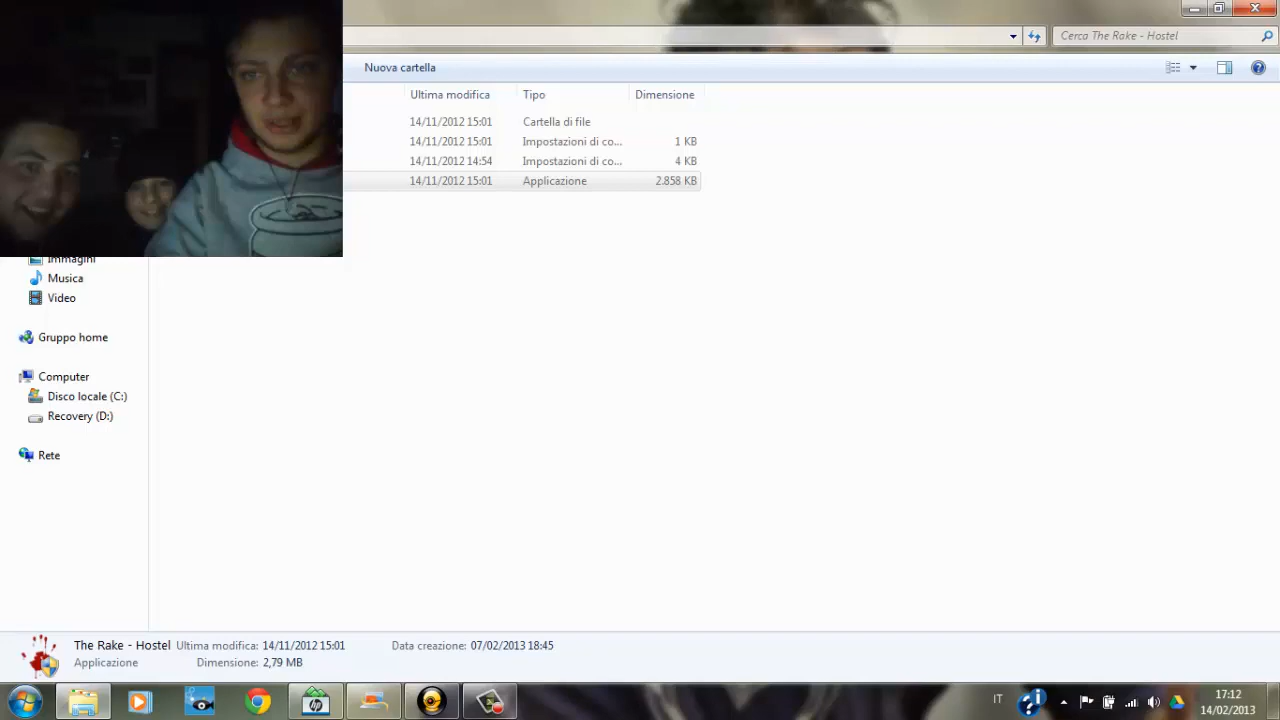 Cerca The Rake - Hostel
Nuova cartella
Ultima modifica Tipo Dimensione
14/11/2012 15:01 Cartella di file
14/11/2012 15:01 Impostazioni di co... 1 KB
14/11/2012 14:54 Impostazioni di co... 4 KB
14/11/2012 15:01 Applicazione 2.858 KB
Immagini
Musica
Video
Gruppo home
Computer
Disco locale (C:)
Recovery (D:)
Rete
The Rake - Hostel Ultima modifica: 14/11/2012 15:01 Data creazione: 07/02/2013 18:45
Applicazione Dimensione: 2,79 MB
IT
17:12
14/02/2013